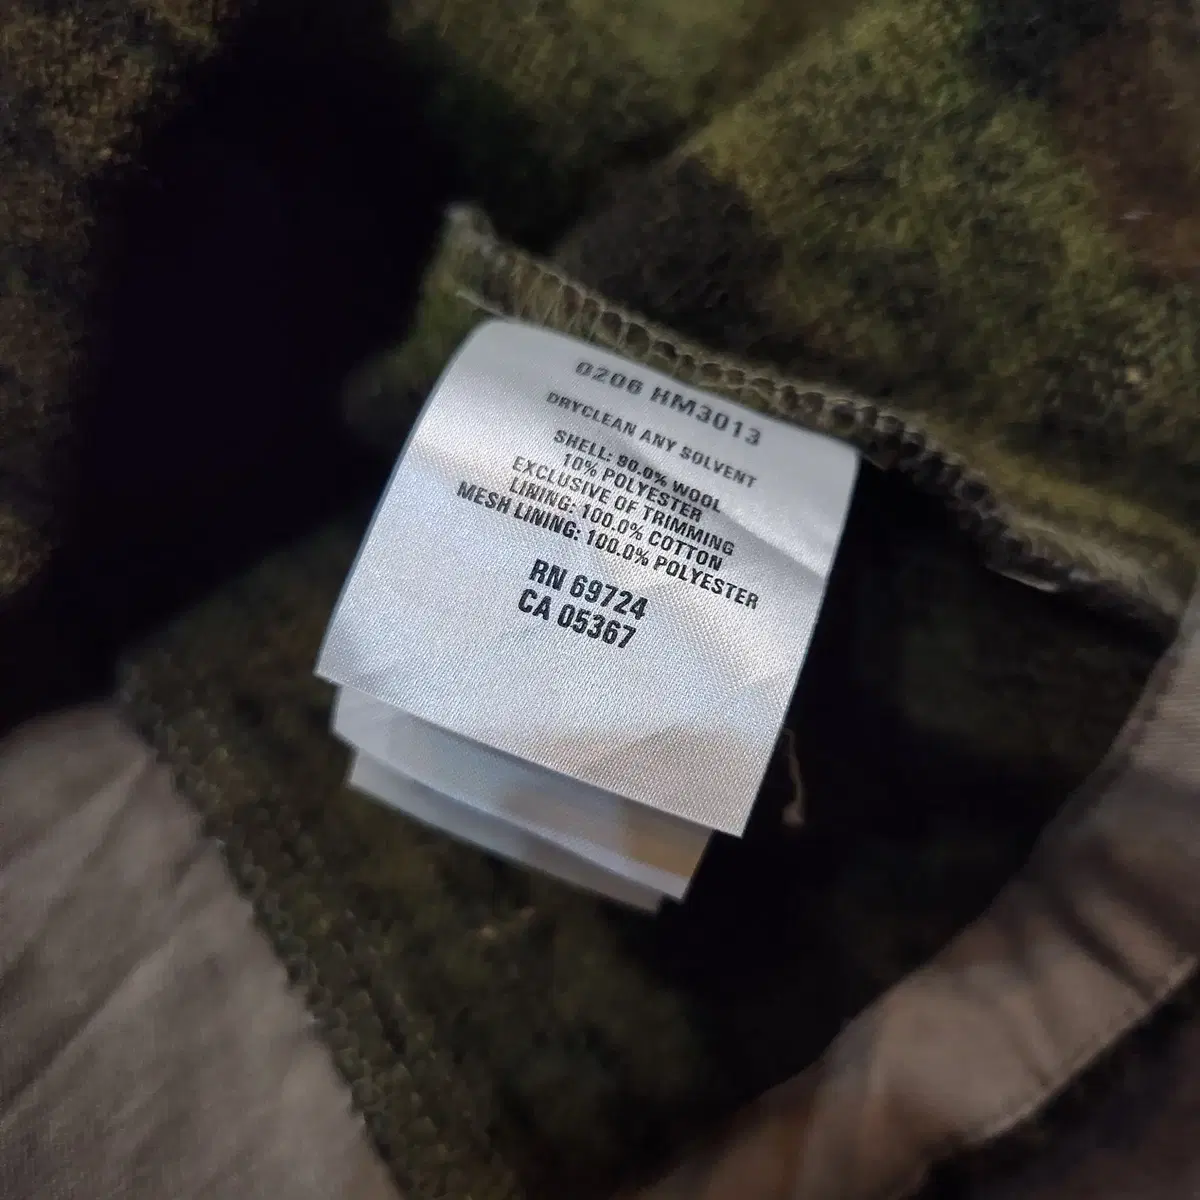 0206 HM3013
DRYCLEAN ANY SOLVENT
SHELL: 90.0% WOOL
10% POLYESTER
EXCLUSIVE OF TRIMMING
LINING: 100.0% COTTON
MESH LINING: 100.0% POLYESTER
RN 69724
CA 05367